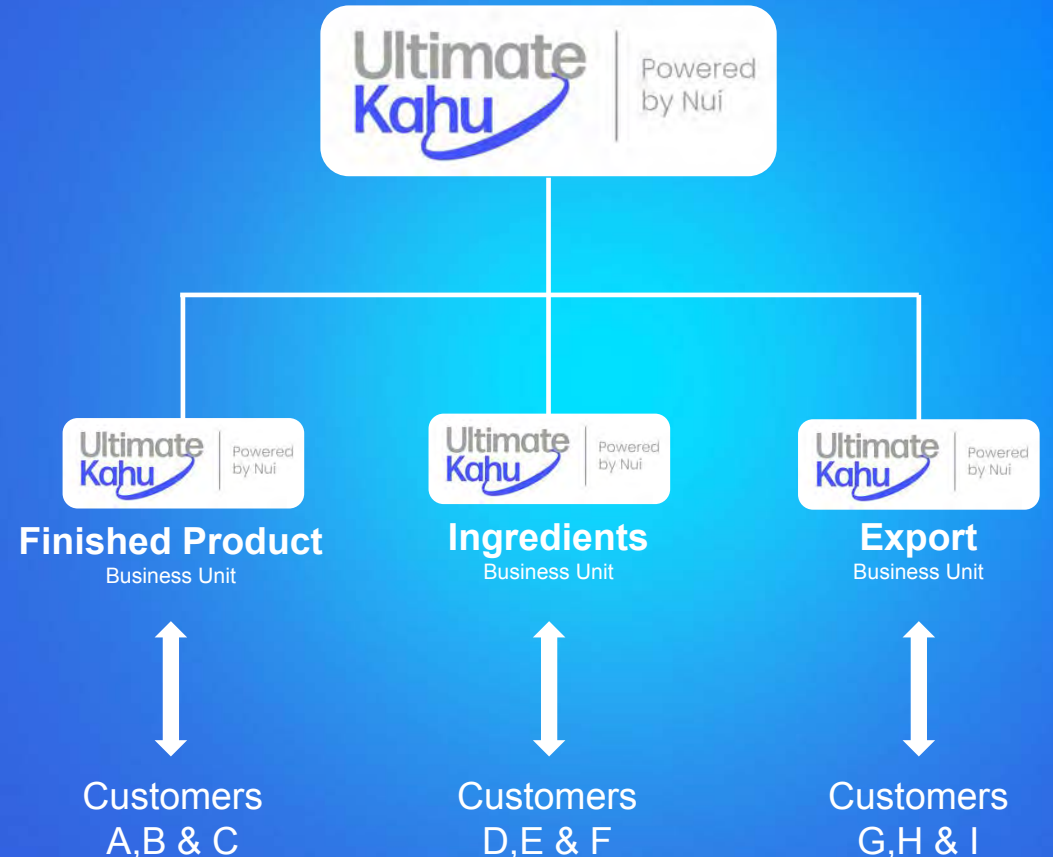 Ultimate
Kahu
Powered
by Nui
Ultimate
Kahu
Powered
by Nui
Finished Product
Business Unit
Ultimate
Kahu
Powered
by Nui
Ingredients
Business Unit
Ultimate
Kahu
Powered
by Nui
Export
Business Unit
Customers
A,B & C
Customers
D,E & F
Customers
G,H & I